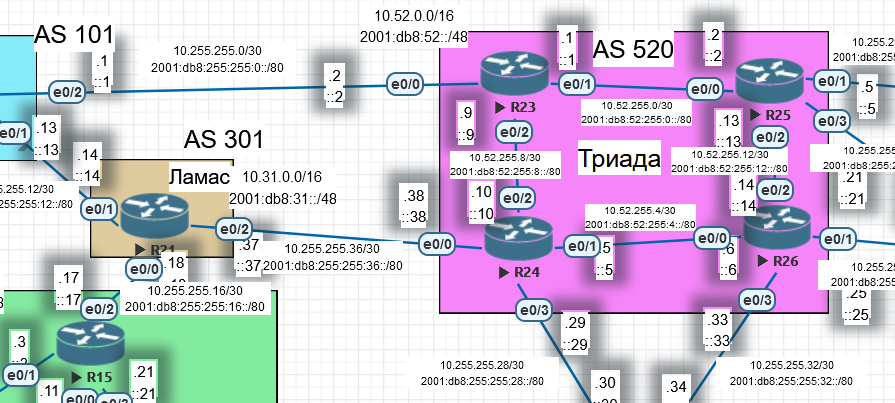 10.52.0.0/16
2001:db8:52::/48
AS 101
.1
::1
10.255.255.0/30
2001:db8:255:255:0::/80
.2
::2
e0/2
e0/0
.1
::1
AS 520
.2
::2
e0/1
e0/0
e0/1
.5
::5
R23
R25
10.52.255.0/30
2001:db8:52:255:0::/80
e0/3
.9
::9
e0/2
.13
::13
e0/2
e0/1
.13
::13
AS 301
.14
::14
Ламас
10.31.0.0/16
2001:db8:31::/48
10.52.255.8/30
2001:db8:52:255:8::/80
Триада
10.52.255.12/30
2001:db8:52:255:12::/80
.10
::10
e0/2
.14
::14
e0/2
.21
::21
.38
::38
e0/1
e0/2
10.52.255.4/30
2001:db8:52:255:4::/80
.37
::37
10.255.255.36/30
2001:db8:255:255:36::/80
e0/0
e0/1
.5
::5
e0/0
.6
::6
e0/1
R21
R24
R26
e0/0
.18
.17
::17
10.255.255.16/30
2001:db8:255:255:16::/80
e0/2
e0/3
e0/3
.25
::25
.29
::29
.33
::33
R15
.3
e0/1
.21
::21
.11
e0/0
10.255.255.28/30
2001:db8:255:255:28::/80
10.255.255.32/30
2001:db8:255:255:32::/80
.30
.34